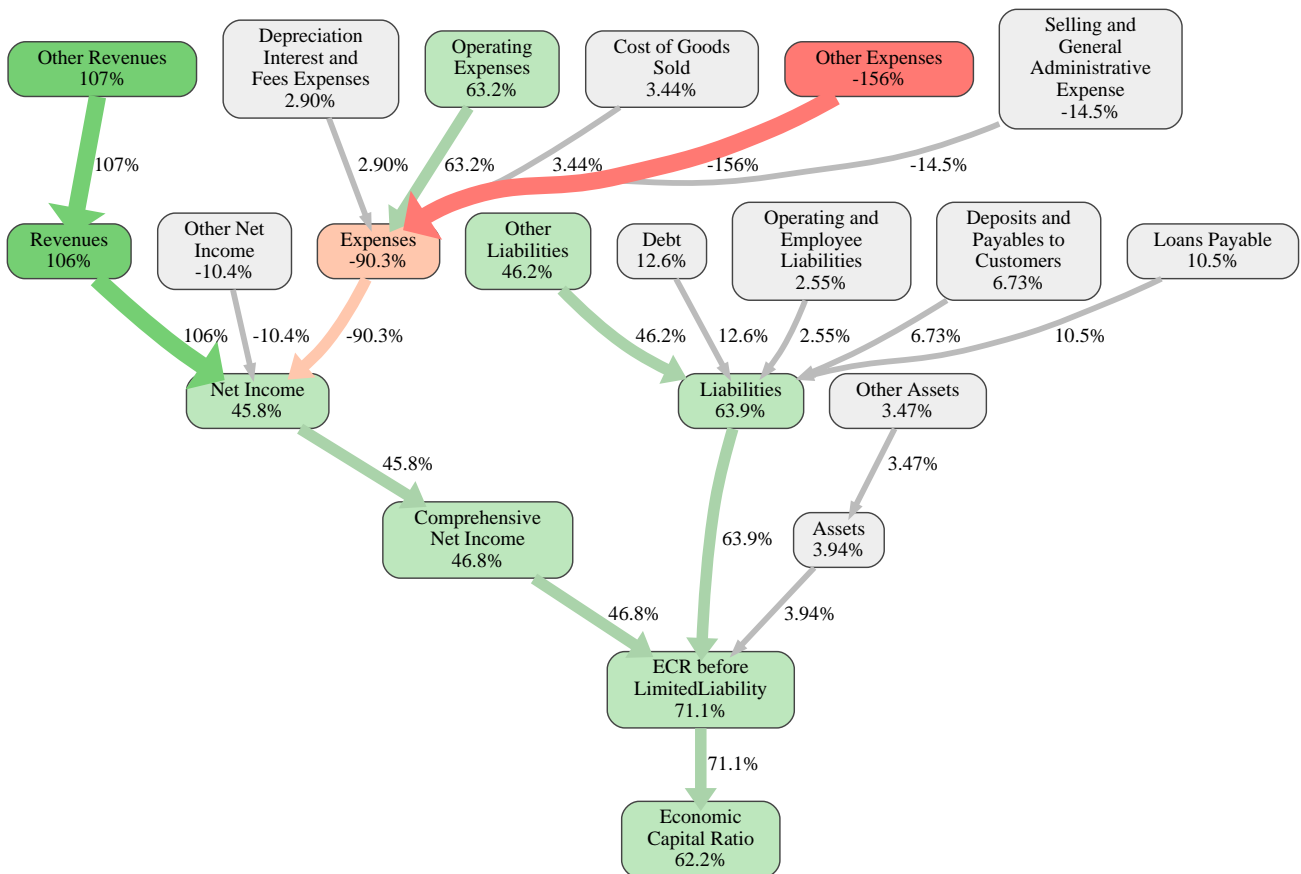 Other Revenues
107%
Depreciation
Interest and
Fees Expenses
2.90%
Operating
Expenses
63.2%
Cost of Goods
Sold
3.44%
Other Expenses
-156%
Selling and
General
Administrative
Expense
-14.5%
107%
2.90%
63.2%
3.44%
-156%
-14.5%
Revenues
106%
Other Net
Income
-10.4%
Expenses
-90.3%
Other
Liabilities
46.2%
Debt
12.6%
Operating and
Employee
Liabilities
2.55%
Deposits and
Payables to
Customers
6.73%
Loans Payable
10.5%
106%
-10.4%
-90.3%
46.2%
12.6%
2.55%
6.73%
10.5%
Net Income
45.8%
Liabilities
63.9%
Other Assets
3.47%
45.8%
3.47%
Comprehensive
Net Income
46.8%
63.9%
Assets
3.94%
46.8%
3.94%
ECR before
LimitedLiability
71.1%
71.1%
Economic
Capital Ratio
62.2%